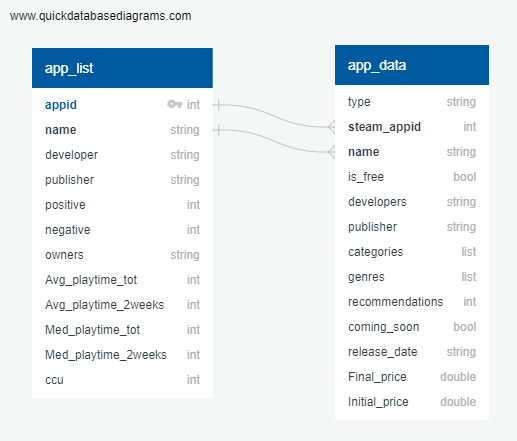 www.quickdatabasediagrams.com
app_list
appid int
name string
developer string
publisher string
positive int
negative int
owners string
Avg_playtime_tot int
Avg_playtime_2weeks int
Med_playtime_tot int
Med_playtime_2weeks int
ccu int
app_data
type string
steam_appid int
name string
is_free bool
developers string
publisher string
categories list
genres list
recommendations int
coming_soon bool
release_date string
Final_price double
Initial_price double